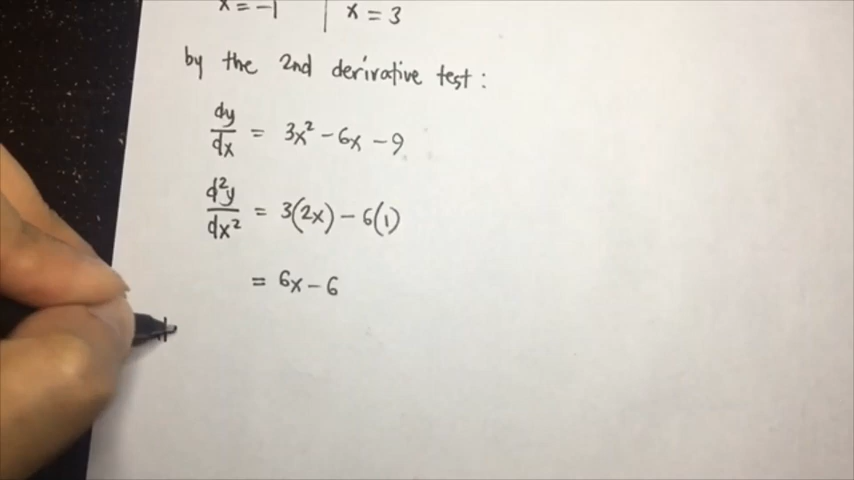 x = -1 | x = 3
by the 2nd derivative test:
dy/dx = 3x² - 6x - 9
d²y/dx² = 3(2x) - 6(1)
= 6x - 6